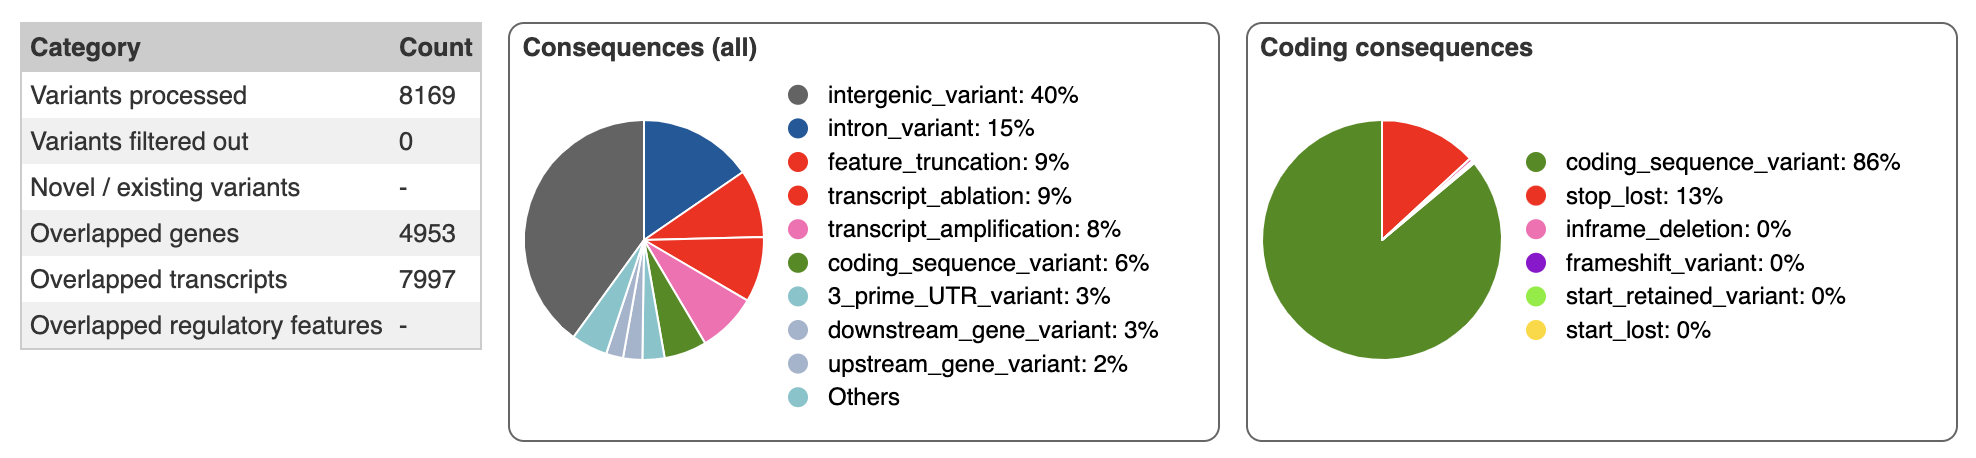 Category Count
Variants processed 8169
Variants filtered out 0
Novel / existing variants -
Overlapped genes 4953
Overlapped transcripts 7997
Overlapped regulatory features -
Consequences (all)
intergenic_variant: 40%
intron_variant: 15%
feature_truncation: 9%
transcript_ablation: 9%
transcript_amplification: 8%
coding_sequence_variant: 6%
3_prime_UTR_variant: 3%
downstream_gene_variant: 3%
upstream_gene_variant: 2%
Others
Coding consequences
coding_sequence_variant: 86%
stop_lost: 13%
inframe_deletion: 0%
frameshift_variant: 0%
start_retained_variant: 0%
start_lost: 0%